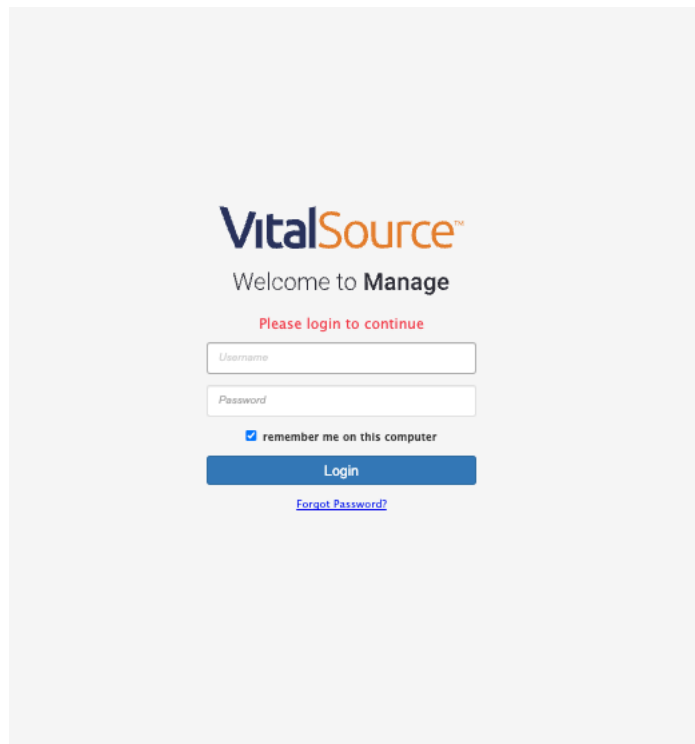 VitalSource™
Welcome to Manage
Please login to continue
Username
Password
remember me on this computer
Login
Forgot Password?